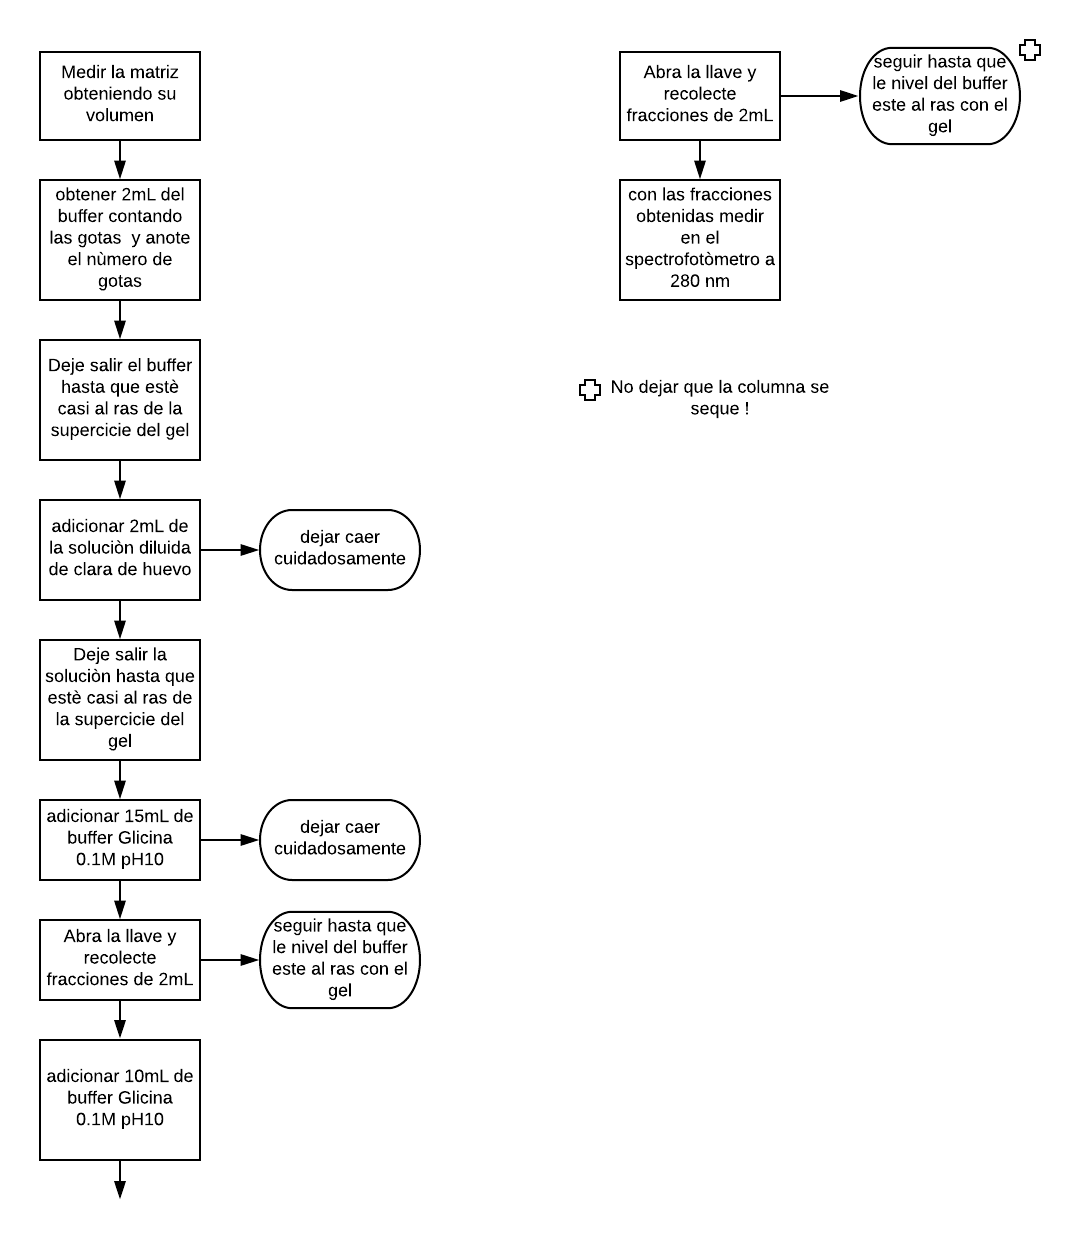 Medir la matriz
obteniendo su
volumen
obtener 2mL del
buffer contando
las gotas  y anote
el nùmero de
gotas
Deje salir el buffer
hasta que estè
casi al ras de la
supercicie del gel
adicionar 2mL de
la soluciòn diluida
de clara de huevo
dejar caer
cuidadosamente
Deje salir la
soluciòn hasta que
estè casi al ras de
la supercicie del
gel
adicionar 15mL de
buffer Glicina
0.1M pH10
dejar caer
cuidadosamente
Abra la llave y
recolecte
fracciones de 2mL
seguir hasta que
le nivel del buffer
este al ras con el
gel
adicionar 10mL de
buffer Glicina
0.1M pH10
Abra la llave y
recolecte
fracciones de 2mL
seguir hasta que
le nivel del buffer
este al ras con el
gel
con las fracciones
obtenidas medir
en el
spectrofotòmetro a
280 nm
No dejar que la columna se
seque !